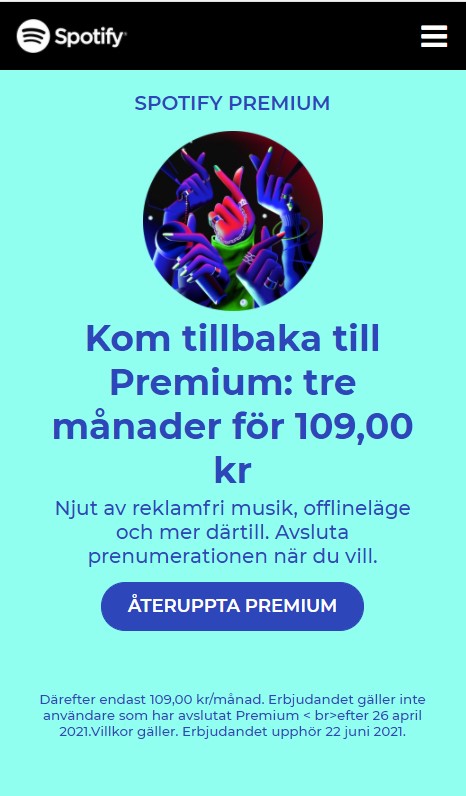 Spotify
SPOTIFY PREMIUM
Kom tillbaka till
Premium: tre
månader för 109,00
kr
Njut av reklamfri musik, offlineläge
och mer därtill. Avsluta
prenumerationen när du vill.
ÅTERUPPTA PREMIUM
Därefter endast 109,00 kr/månad. Erbjudandet gäller inte
användare som har avslutat Premium < br>efter 26 april
2021.Villkor gäller. Erbjudandet upphör 22 juni 2021.